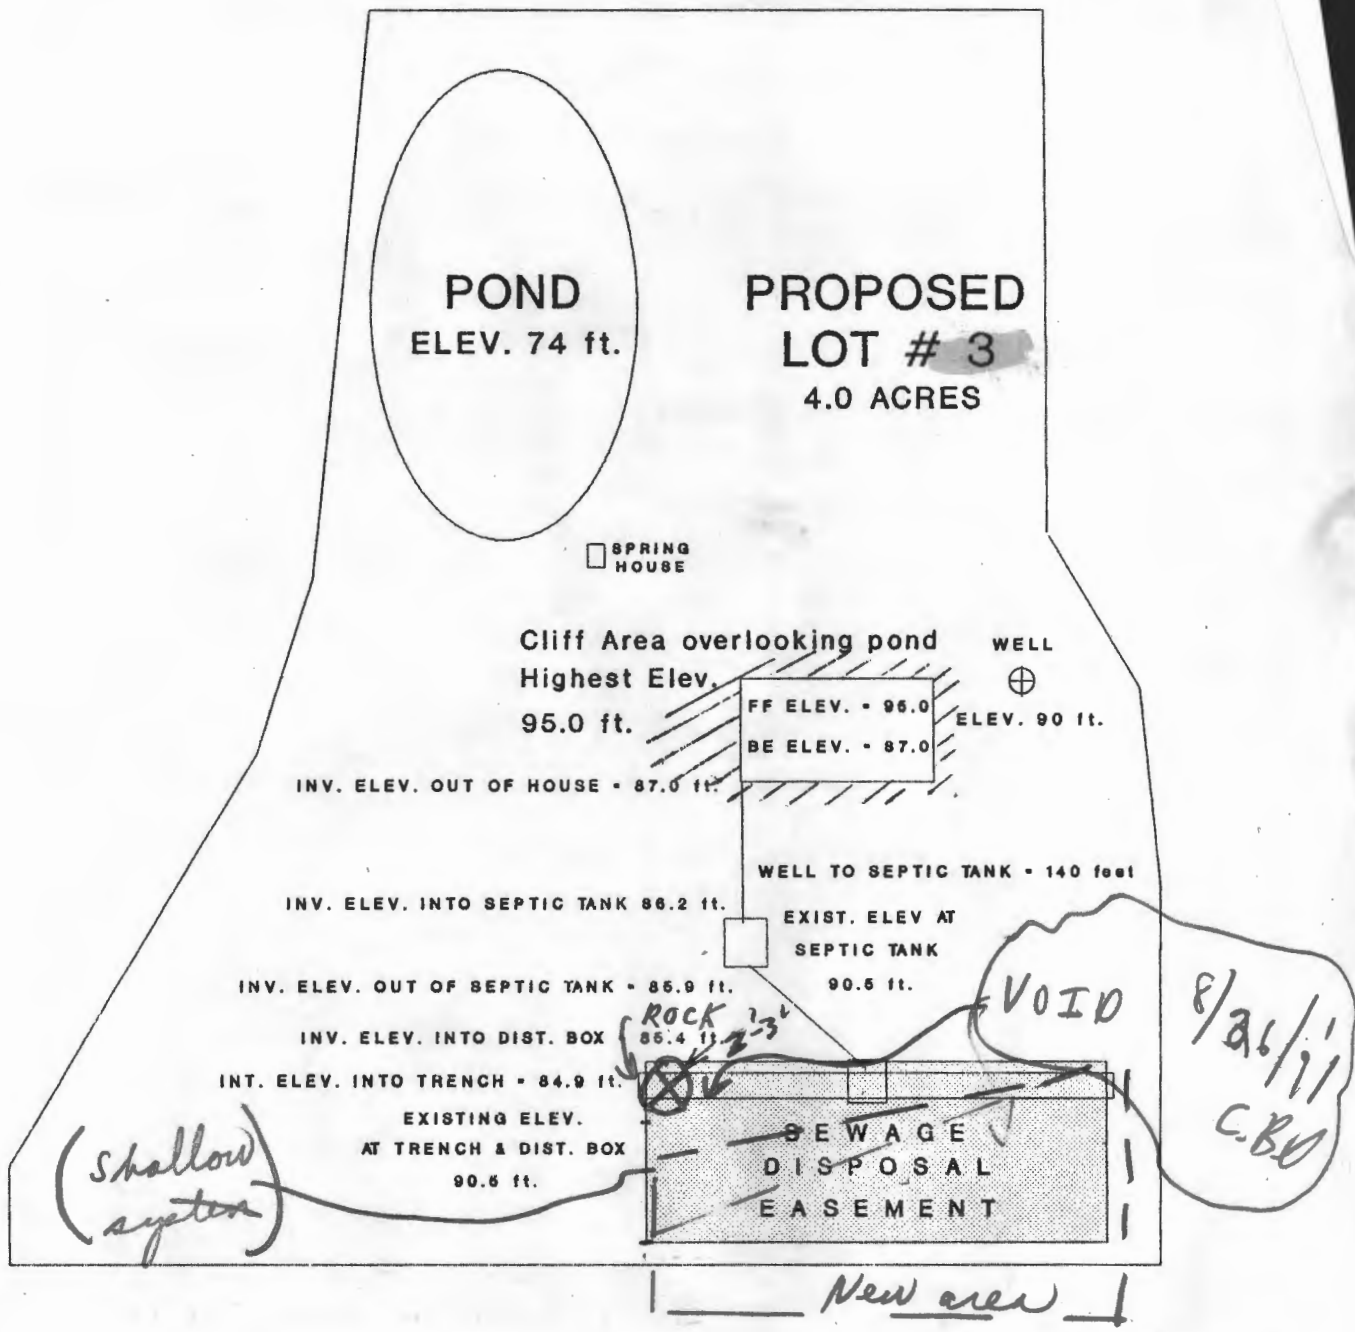 POND
ELEV. 74 ft.
PROPOSED
LOT # 3
4.0 ACRES
SPRING
HOUSE
Cliff Area overlooking pond
Highest Elev.
95.0 ft.
WELL
ELEV. 90 ft.
FF ELEV. = 96.0
BE ELEV. = 87.0
INV. ELEV. OUT OF HOUSE = 87.0 ft.
WELL TO SEPTIC TANK = 140 feet
INV. ELEV. INTO SEPTIC TANK 86.2 ft.
EXIST. ELEV AT
SEPTIC TANK
90.5 ft.
INV. ELEV. OUT OF SEPTIC TANK = 85.9 ft.
ROCK
2'-3'
INV. ELEV. INTO DIST. BOX 85.4 ft.
INT. ELEV. INTO TRENCH = 84.9 ft.
EXISTING ELEV.
AT TRENCH & DIST. BOX
90.5 ft.
VOID
8/26/91
(Shallow
system)
SEWAGE
DISPOSAL
EASEMENT
New area